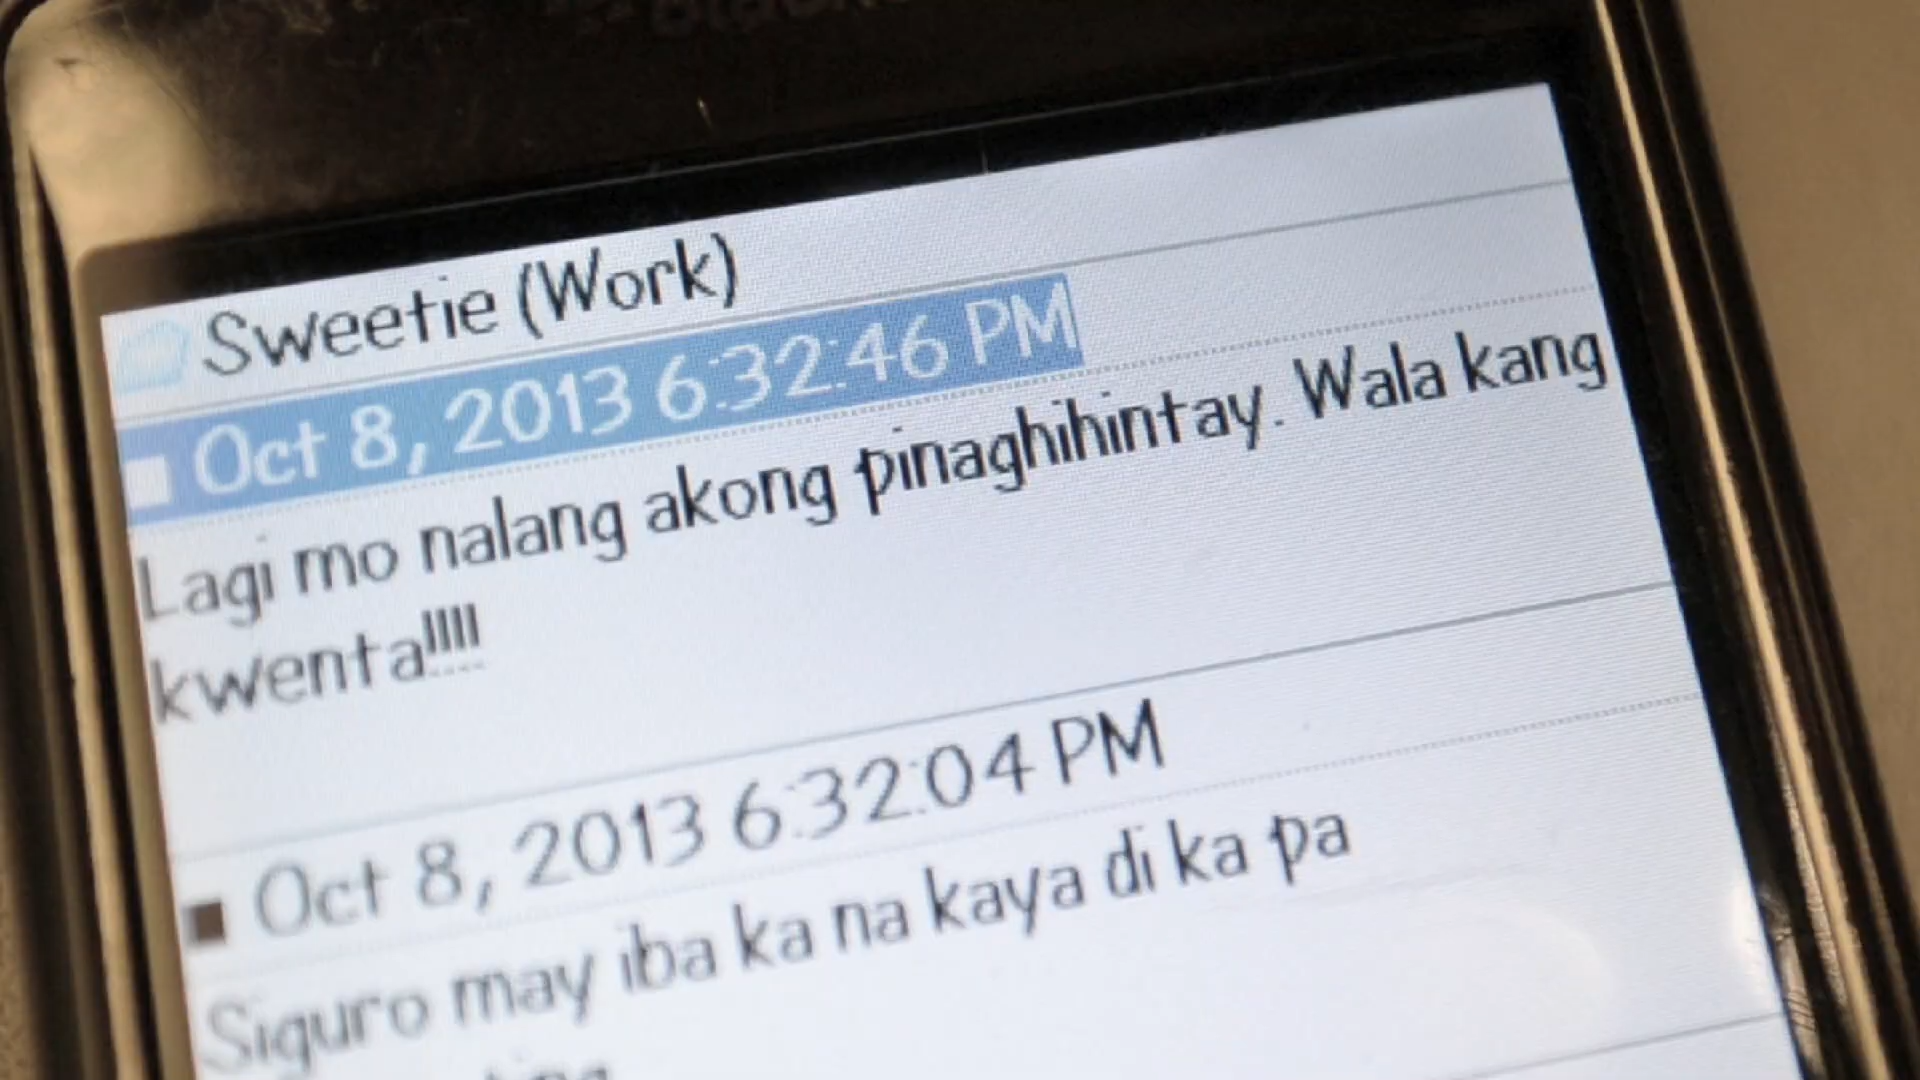 Sweetie (Work)
Oct 8, 2013 6:32:46 PM
Lagi mo nalang akong pinaghihintay. Wala kang
kwenta!!!!
Oct 8, 2013 6:32:04 PM
Siguro may iba ka na kaya di ka pa